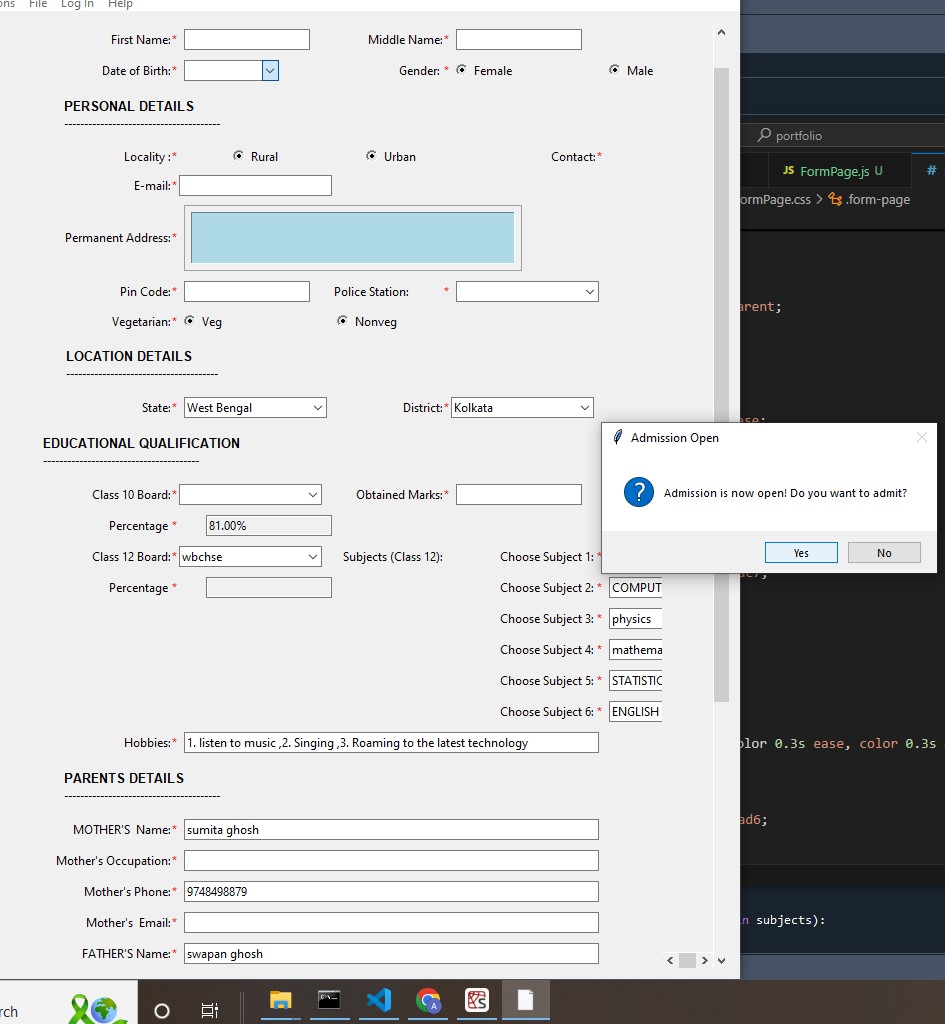 File Log In Help
First Name:* Middle Name:*
Date of Birth:* Gender: * Female Male
PERSONAL DETAILS
---------------------------------------
Locality :* Rural Urban Contact:*
E-mail:*
Permanent Address:*
Pin Code:* Police Station: *
Vegetarian:* Veg Nonveg
LOCATION DETAILS
--------------------------------------
State:* West Bengal District:* Kolkata
EDUCATIONAL QUALIFICATION
---------------------------------------
Class 10 Board:* Obtained Marks:*
Percentage * 81.00%
Class 12 Board:* wbchse Subjects (Class 12): Choose Subject 1: *
Percentage * Choose Subject 2: * COMPUT
Choose Subject 3: * physics
Choose Subject 4: * mathema
Choose Subject 5: * STATISTIC
Choose Subject 6: * ENGLISH
Hobbies:* 1. listen to music ,2. Singing ,3. Roaming to the latest technology
PARENTS DETAILS
---------------------------------------
MOTHER'S Name:* sumita ghosh
Mother's Occupation:*
Mother's Phone:* 9748498879
Mother's Email:*
FATHER'S Name:* swapan ghosh
Admission Open
Admission is now open! Do you want to admit?
Yes No
portfolio
JS FormPage.js U #
ormPage.css > .form-page
arent;
olor 0.3s ease, color 0.3s
ad6;
n subjects):
rch